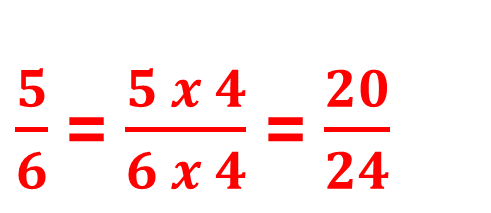 5/6 = (5 x 4)/(6 x 4) = 20/24